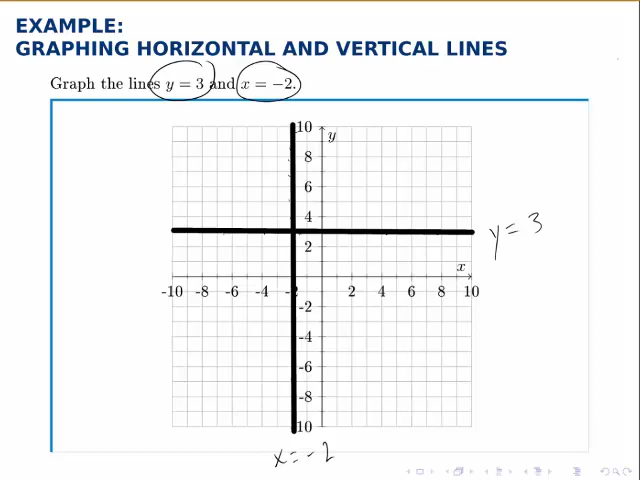 EXAMPLE:
GRAPHING HORIZONTAL AND VERTICAL LINES
Graph the lines y = 3 and x = −2.
10
y
8
6
4
y = 3
2
x
-10 -8 -6 -4 -2 2 4 6 8 10
-2
-4
-6
-8
10
x = -2